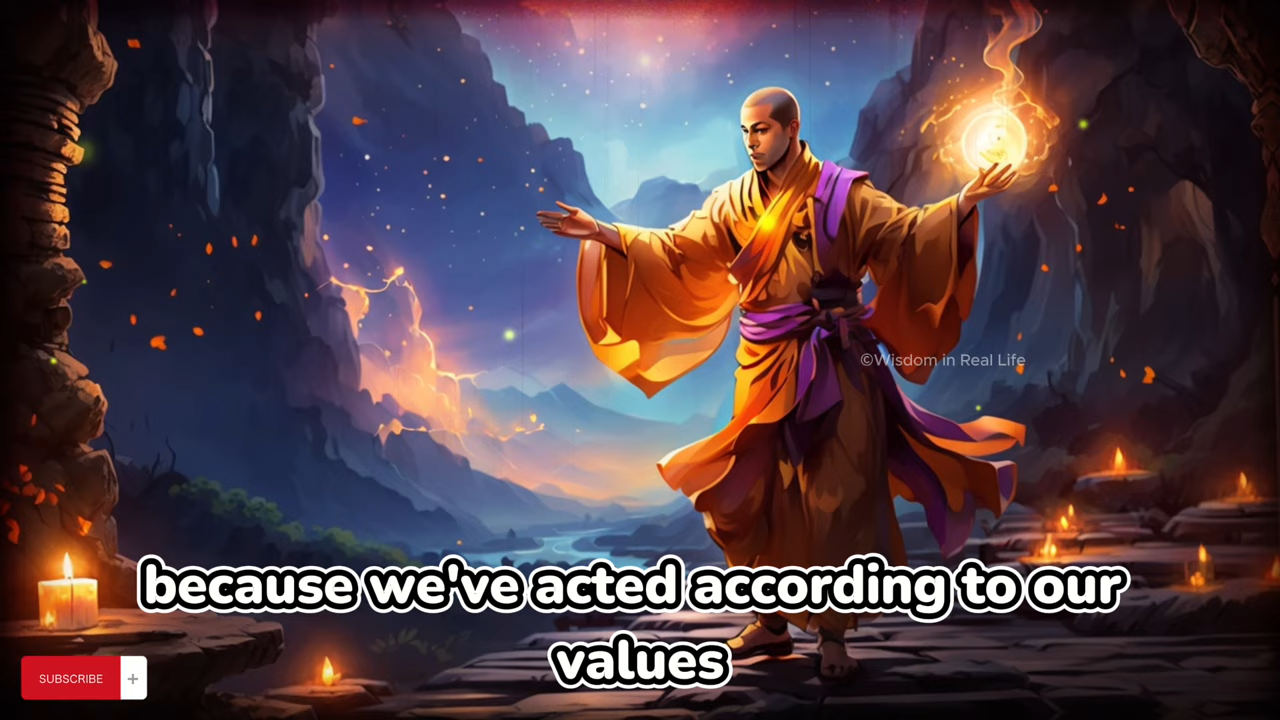 ©Wisdom in Real Life
because we've acted according to our
values
SUBSCRIBE +